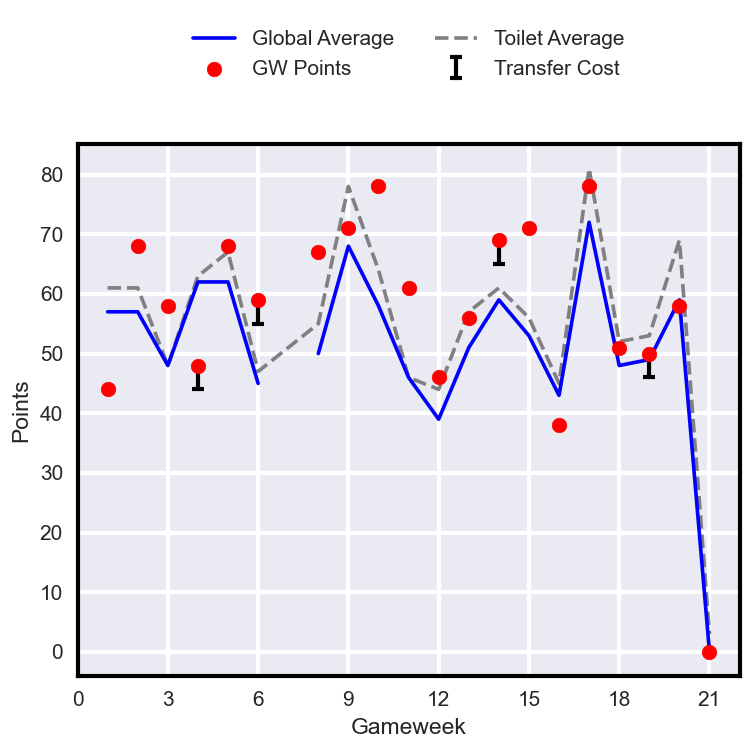 Global Average
Toilet Average
GW Points
Transfer Cost
80
70
60
50
40
30
20
10
0
Points
0 3 6 9 12 15 18 21
Gameweek